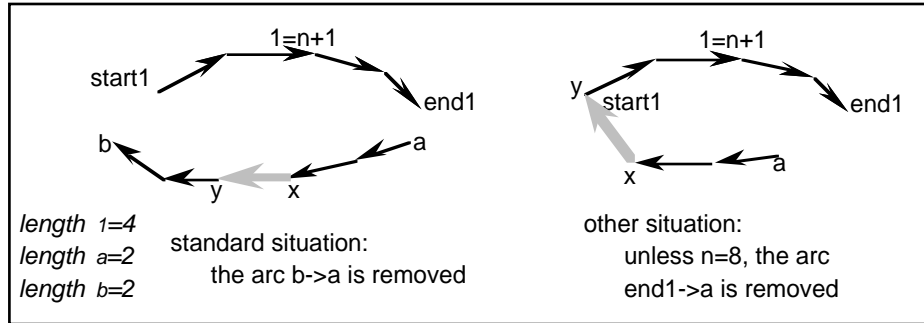 1=n+1
start1
end1
b
a
y
x
length 1=4
length a=2
length b=2
standard situation:
the arc b->a is removed
1=n+1
y
start1
end1
x
a
other situation:
unless n=8, the arc
end1->a is removed